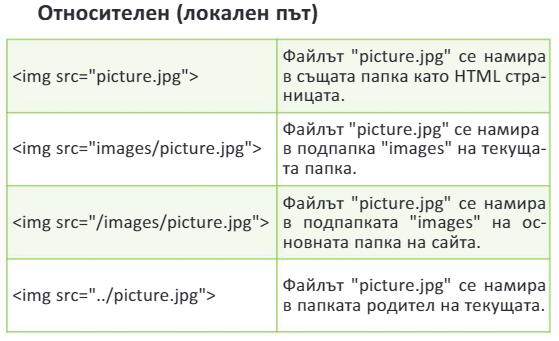 Относителен (локален път)
<img src="picture.jpg">
Файлът "picture.jpg" се намира
в същата папка като HTML стра-
ницата.
<img src="images/picture.jpg">
Файлът "picture.jpg" се намира
в подпапка "images" на текуща-
та папка.
<img src="/images/picture.jpg">
Файлът "picture.jpg" се намира
в подпапката "images" на ос-
новната папка на сайта.
<img src="../picture.jpg">
Файлът "picture.jpg" се намира
в папката родител на текущата.